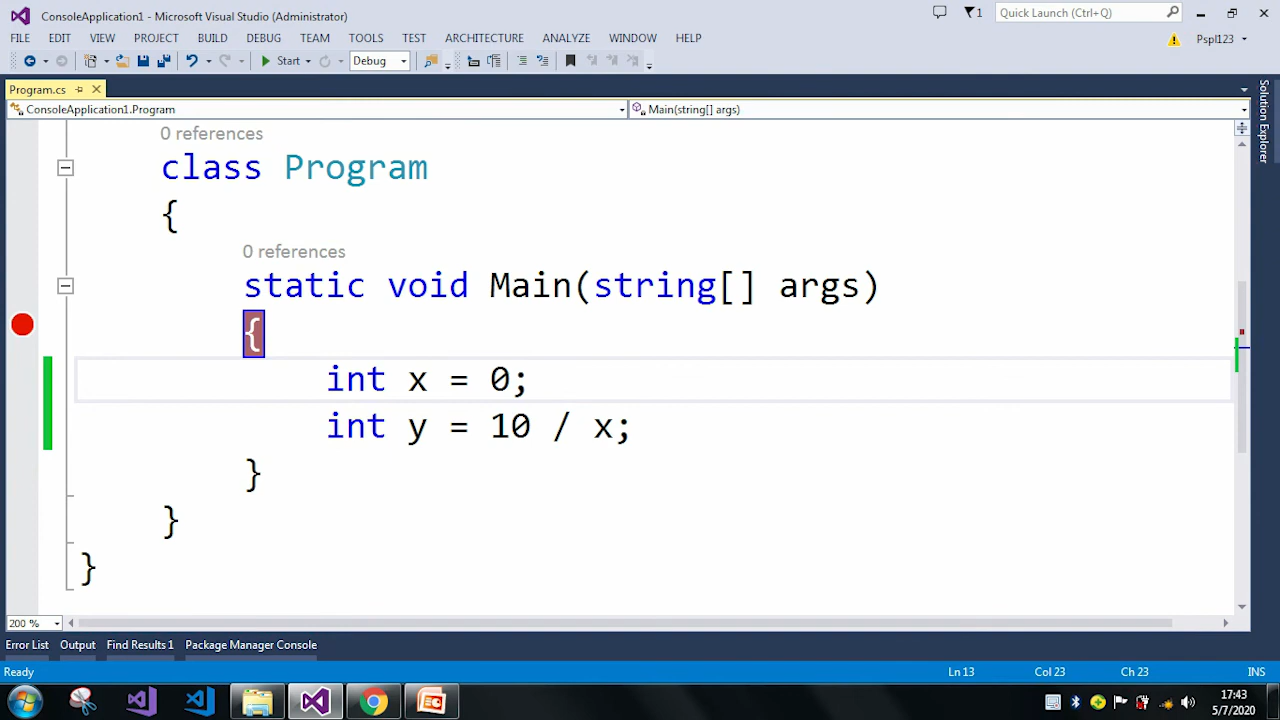 ConsoleApplication1 - Microsoft Visual Studio (Administrator)
1
Quick Launch (Ctrl+Q)
FILE EDIT VIEW PROJECT BUILD DEBUG TEAM TOOLS TEST ARCHITECTURE ANALYZE WINDOW HELP
Pspl123
Start Debug
Program.cs
ConsoleApplication1.Program
Main(string[] args)
Solution Explorer
0 references
class Program
{
0 references
static void Main(string[] args)
{
int x = 0;
int y = 10 / x;
}
}
}
200 %
Error List Output Find Results 1 Package Manager Console
Ready Ln 13 Col 23 Ch 23 INS
17:43
5/7/2020